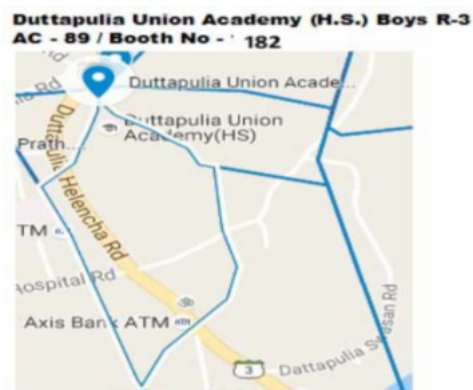 Duttapulia Union Academy (H.S.) Boys R-3
AC - 89 / Booth No - 182
Rd
Duttapulia Union Acade...
Duttapulia Union
Academy(HS)
Prath...
Duttapulia Helencha Rd
TM
Hospital Rd
Axis Bank ATM
3
Dattapulia
Rd